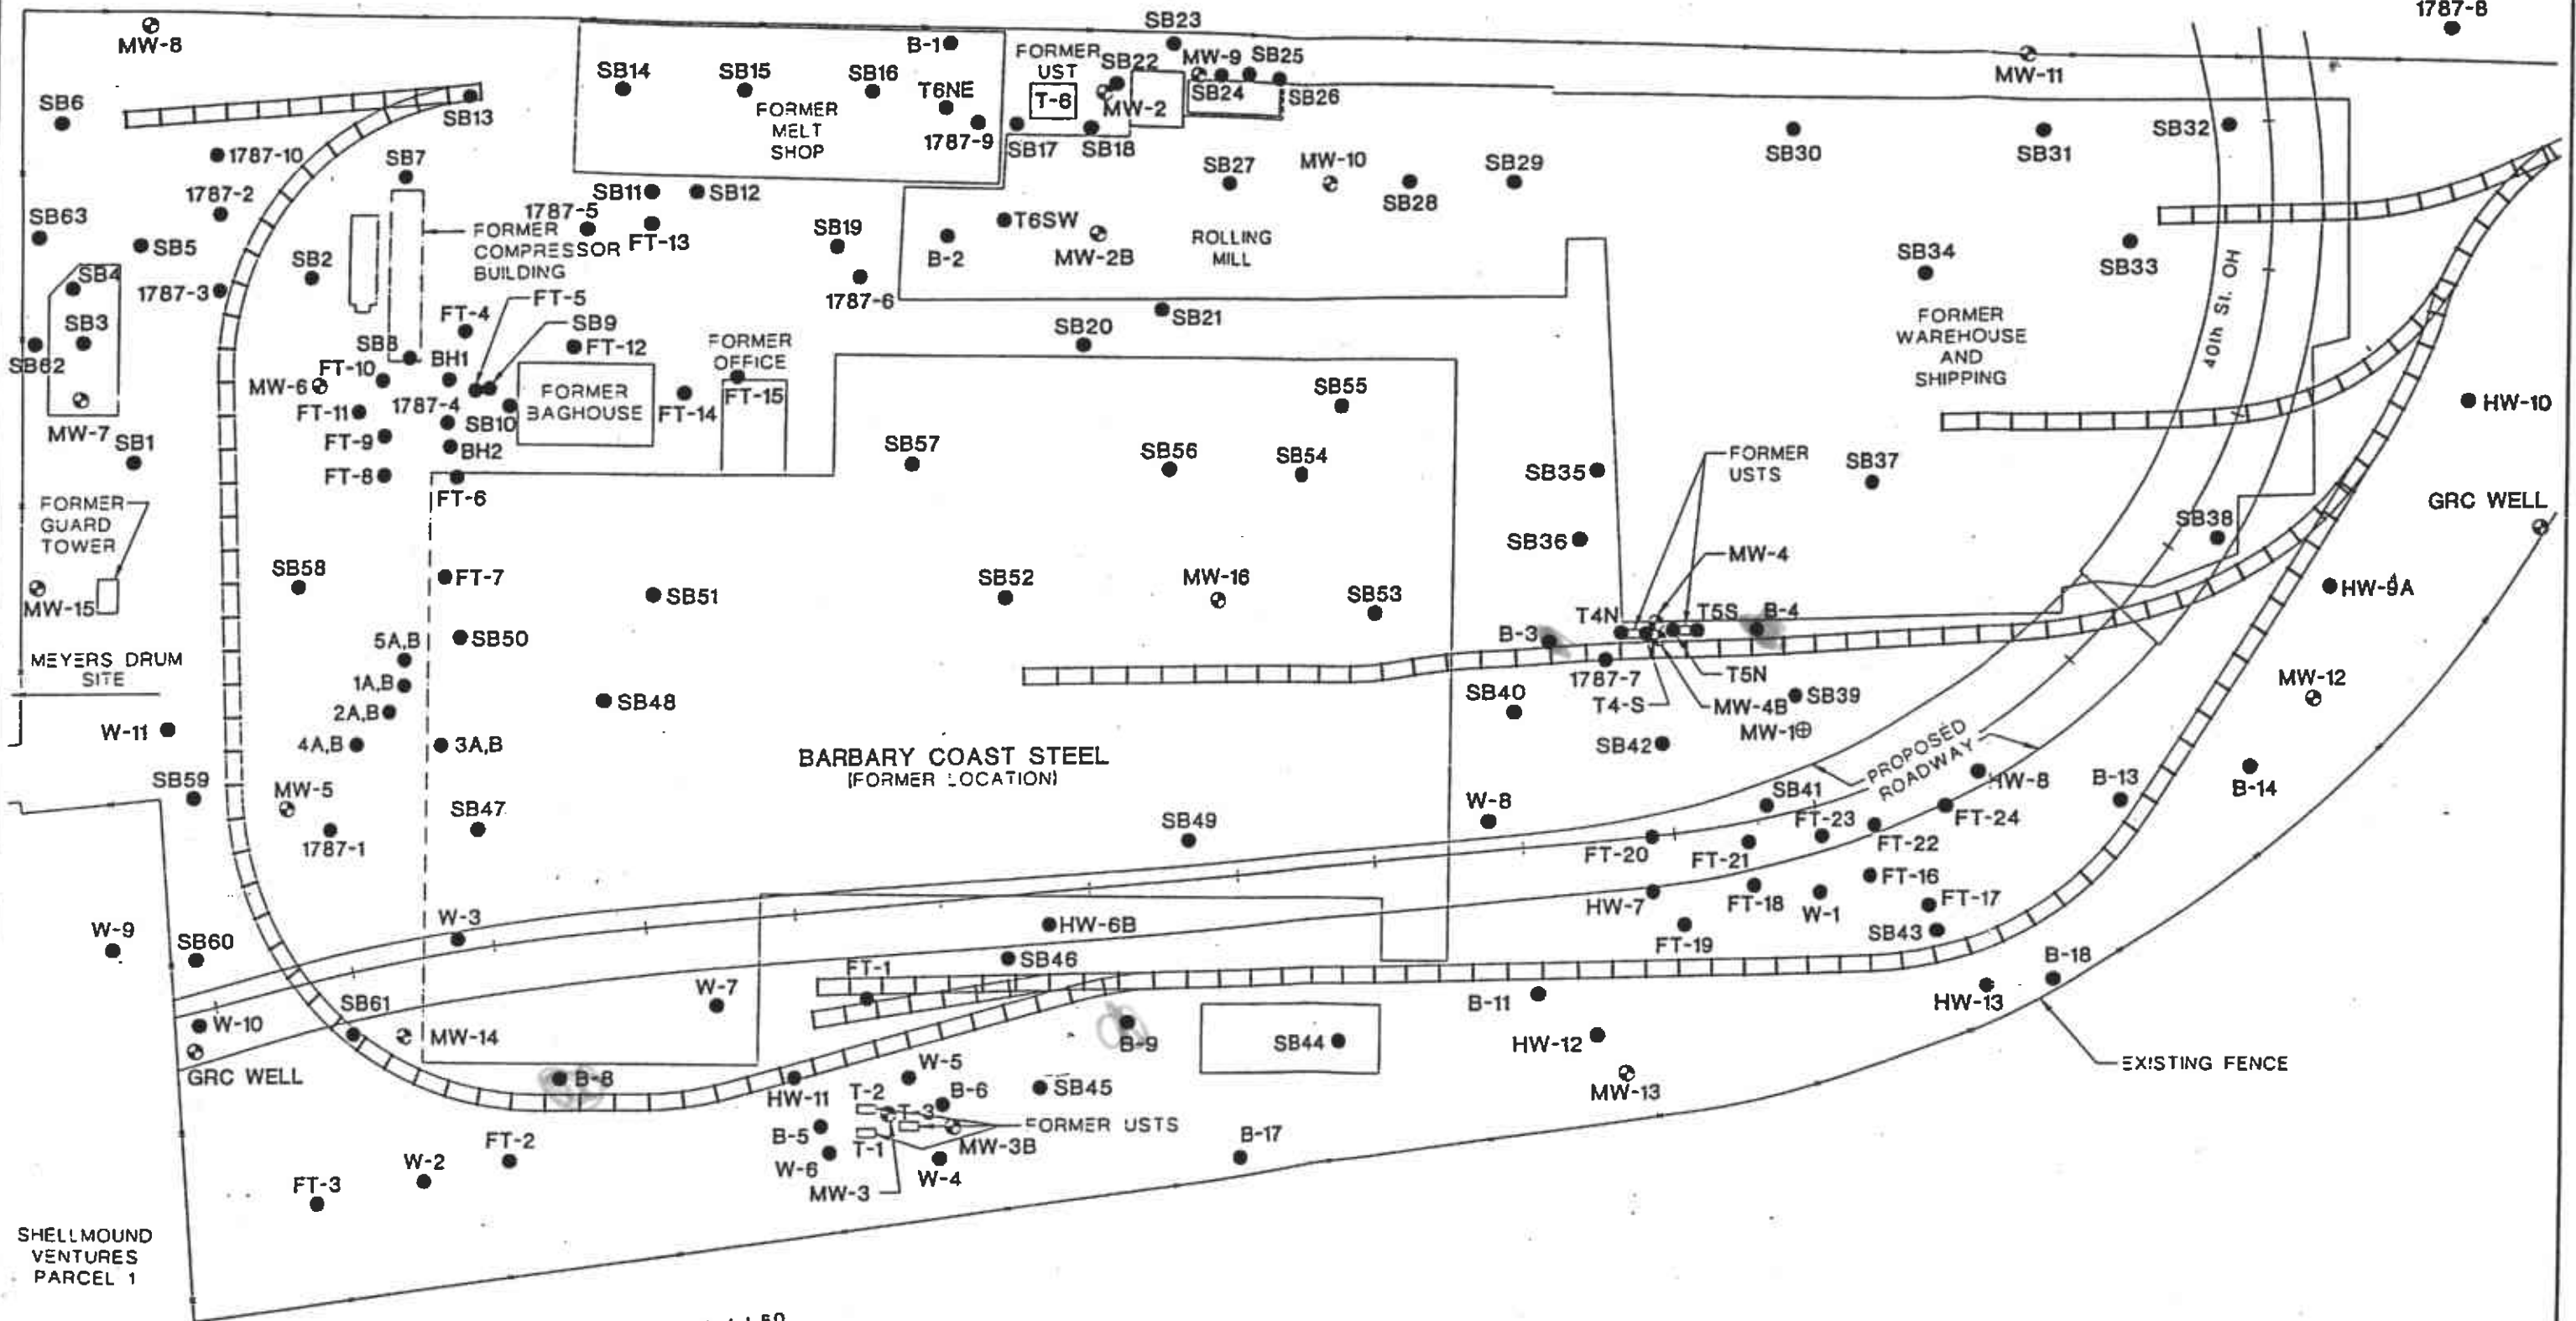 1787-8
SB23
MW-8
B-1
FORMER
UST
SB22
MW-9
SB25
MW-11
SB14
SB15
SB16
T6NE
T-6
MW-2
SB24
SB26
SB6
SB13
FORMER
MELT
SHOP
1787-9
SB17
SB18
SB30
SB31
SB32
1787-10
SB7
SB27
MW-10
SB29
1787-2
SB11
SB12
SB28
SB63
1787-5
FORMER
COMPRESSOR
BUILDING
FT-13
SB19
T6SW
SB5
SB2
B-2
MW-2B
ROLLING
MILL
SB34
SB33
40th St. OH
SB4
1787-3
1787-6
FT-5
FT-4
SB9
SB21
SB3
SB20
FORMER
WAREHOUSE
AND
SHIPPING
SB62
SB8
BH1
FT-12
FORMER
OFFICE
FT-10
MW-6
FORMER
BAGHOUSE
FT-15
SB55
HW-10
FT-11
1787-4
SB10
FT-14
MW-7
SB1
FT-9
BH2
SB57
SB56
SB54
SB35
FORMER
USTS
SB37
FT-8
FT-6
FORMER
GUARD
TOWER
GRC WELL
SB36
SB38
MW-4
SB58
FT-7
SB51
SB52
MW-16
SB53
HW-9A
MW-15
T4N
T5S
B-4
5A,B
SB50
B-3
MEYERS DRUM
SITE
1A,B
1787-7
T5N
MW-12
2A,B
SB48
SB40
T4-S
MW-4B
SB39
W-11
4A,B
3A,B
SB42
MW-1
BARBARY COAST STEEL
(FORMER LOCATION)
PROPOSED
ROADWAY
SB59
MW-5
HW-8
B-13
B-14
1787-1
SB47
SB49
W-8
SB41
FT-23
FT-24
FT-20
FT-21
FT-22
FT-16
HW-7
FT-18
W-1
FT-17
W-9
SB60
W-3
HW-6B
FT-19
SB43
SB46
FT-1
B-18
W-7
B-11
HW-13
SB61
W-10
MW-14
B-9
SB44
HW-12
EXISTING FENCE
GRC WELL
B-8
HW-11
W-5
T-2
B-6
SB45
MW-13
T-3
FORMER USTS
B-5
T-1
MW-3B
B-17
FT-2
W-6
W-2
W-4
FT-3
MW-3
SHELLMOUND
VENTURES
PARCEL 1